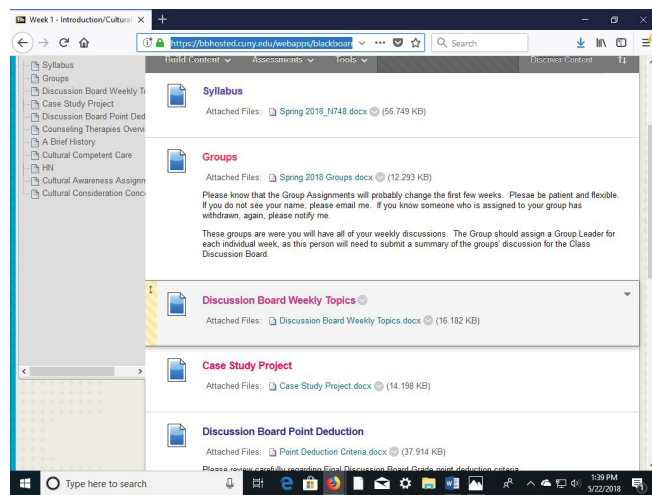 Week 1 - Introduction/Cultural
https://bbhosted.cuny.edu/webapps/blackboar
Search
Syllabus
Groups
Discussion Board Weekly T
Case Study Project
Discussion Board Point Ded
Counseling Therapies Overvi
A Brief History
Cultural Competent Care
HN
Cultural Awareness Assignm
Cultural Consideration Conc
Build Content Assessments Tools Discover Content
Syllabus
Attached Files: Spring 2018_N748.docx (56.749 KB)
Groups
Attached Files: Spring 2018 Groups.docx (12.293 KB)
Please know that the Group Assignments will probably change the first few weeks. Plesae be patient and flexible.
If you do not see your name, please email me. If you know someone who is assigned to your group has
withdrawn, again, please notify me.
These groups are were you will have all of your weekly discussions. The Group should assign a Group Leader for
each individual week, as this person will need to submit a summary of the groups' discussion for the Class
Discussion Board.
Discussion Board Weekly Topics
Attached Files: Discussion Board Weekly Topics.docx (16.182 KB)
Case Study Project
Attached Files: Case Study Project.docx (14.198 KB)
Discussion Board Point Deduction
Attached Files: Point Deduction Criteria.docx (37.914 KB)
Please review carefully regarding Final Discussion Board Grade point deduction criteria
Type here to search
1:39 PM
5/22/2018